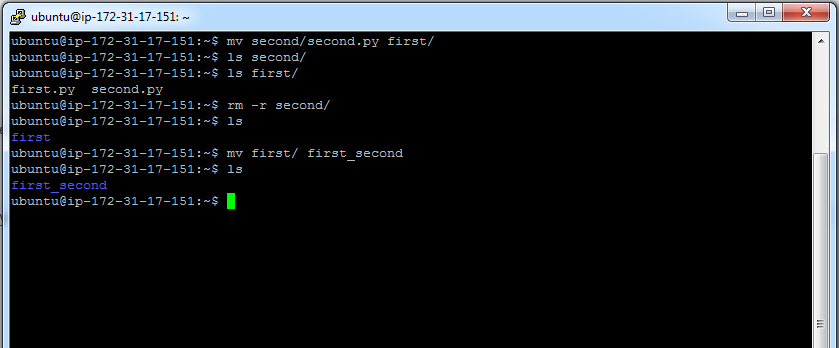 ubuntu@ip-172-31-17-151: ~
ubuntu@ip-172-31-17-151:~$ mv second/second.py first/
ubuntu@ip-172-31-17-151:~$ ls second/
ubuntu@ip-172-31-17-151:~$ ls first/
first.py  second.py
ubuntu@ip-172-31-17-151:~$ rm -r second/
ubuntu@ip-172-31-17-151:~$ ls
first
ubuntu@ip-172-31-17-151:~$ mv first/ first_second
ubuntu@ip-172-31-17-151:~$ ls
first_second
ubuntu@ip-172-31-17-151:~$